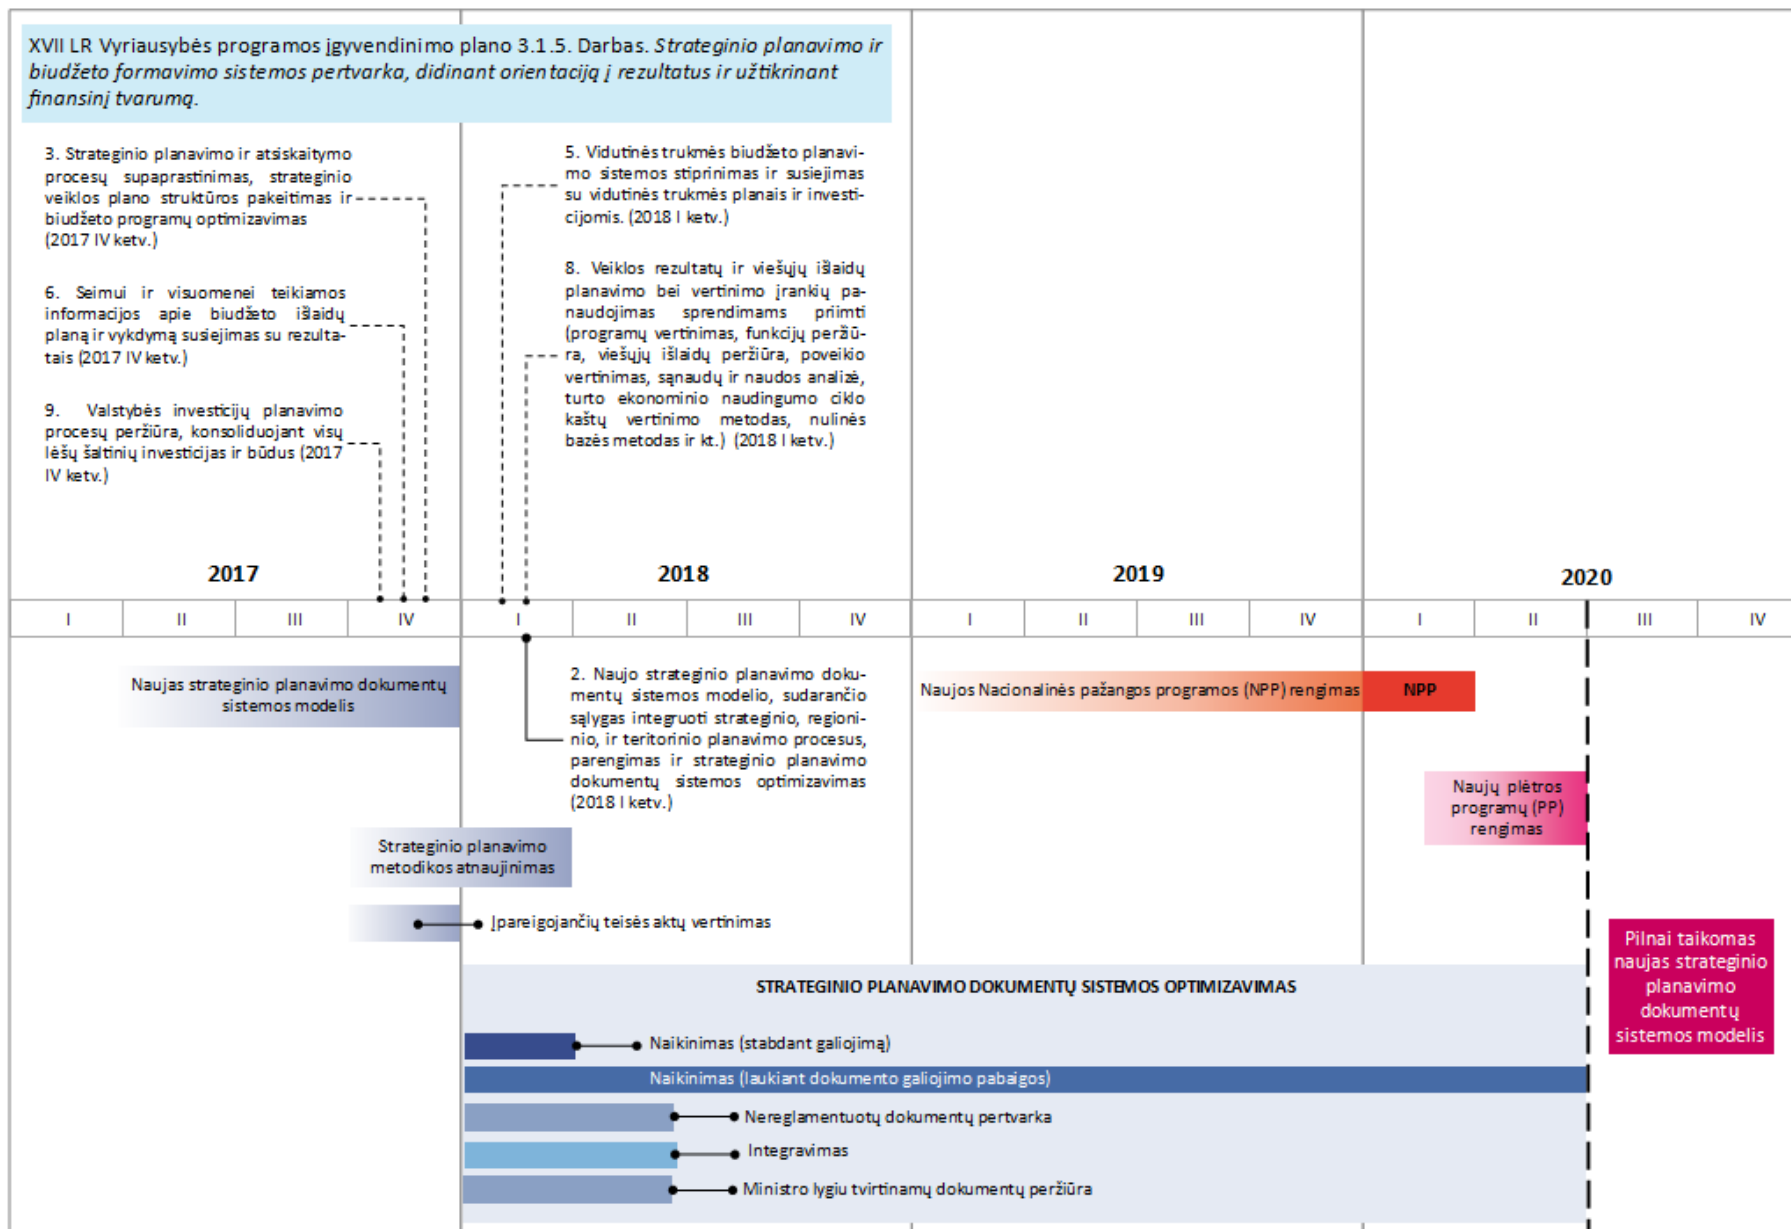 XVII LR Vyriausybės programos įgyvendinimo plano 3.1.5. Darbas. Strateginio planavimo ir
biudžeto formavimo sistemos pertvarka, didinant orientaciją į rezultatus ir užtikrinant
finansinį tvarumą.
3. Strateginio planavimo ir atsiskaitymo
procesų supaprastinimas, strateginio
veiklos plano struktūros pakeitimas ir
biudžeto programų optimizavimas
(2017 IV ketv.)
6. Seimui ir visuomenei teikiamos
informacijos apie biudžeto išlaidų
planą ir vykdymą susiejimas su rezulta-
tais (2017 IV ketv.)
9. Valstybės investicijų planavimo
procesų peržiūra, konsoliduojant visų
lėšų šaltinių investicijas ir būdus (2017
IV ketv.)
5. Vidutinės trukmės biudžeto planavi-
mo sistemos stiprinimas ir susiejimas
su vidutinės trukmės planais ir investi-
cijomis. (2018 I ketv.)
8. Veiklos rezultatų ir viešųjų išlaidų
planavimo bei vertinimo įrankių pa-
naudojimas sprendimams priimti
(programų vertinimas, funkcijų peržiū-
ra, viešųjų išlaidų peržiūra, poveikio
vertinimas, sąnaudų ir naudos analizė,
turto ekonominio naudingumo ciklo
kaštų vertinimo metodas, nulinės
bazės metodas ir kt.) (2018 I ketv.)
2017
2018
2019
2020
I II III IV I II III IV I II III IV I II III IV
Naujas strateginio planavimo dokumentų
sistemos modelis
2. Naujo strateginio planavimo doku-
mentų sistemos modelio, sudarančio
sąlygas integruoti strateginio, regioni-
nio, ir teritorinio planavimo procesus,
parengimas ir strateginio planavimo
dokumentų sistemos optimizavimas
(2018 I ketv.)
Naujos Nacionalinės pažangos programos (NPP) rengimas
NPP
Naujų plėtros
programų (PP)
rengimas
Strateginio planavimo
metodikos atnaujinimas
Įpareigojančių teisės aktų vertinimas
Pilnai taikomas
naujas strateginio
planavimo
dokumentų
sistemos modelis
STRATEGINIO PLANAVIMO DOKUMENTŲ SISTEMOS OPTIMIZAVIMAS
Naikinimas (stabdant galiojimą)
Naikinimas (laukiant dokumento galiojimo pabaigos)
Nereglamentuotų dokumentų pertvarka
Integravimas
Ministro lygiu tvirtinamų dokumentų peržiūra